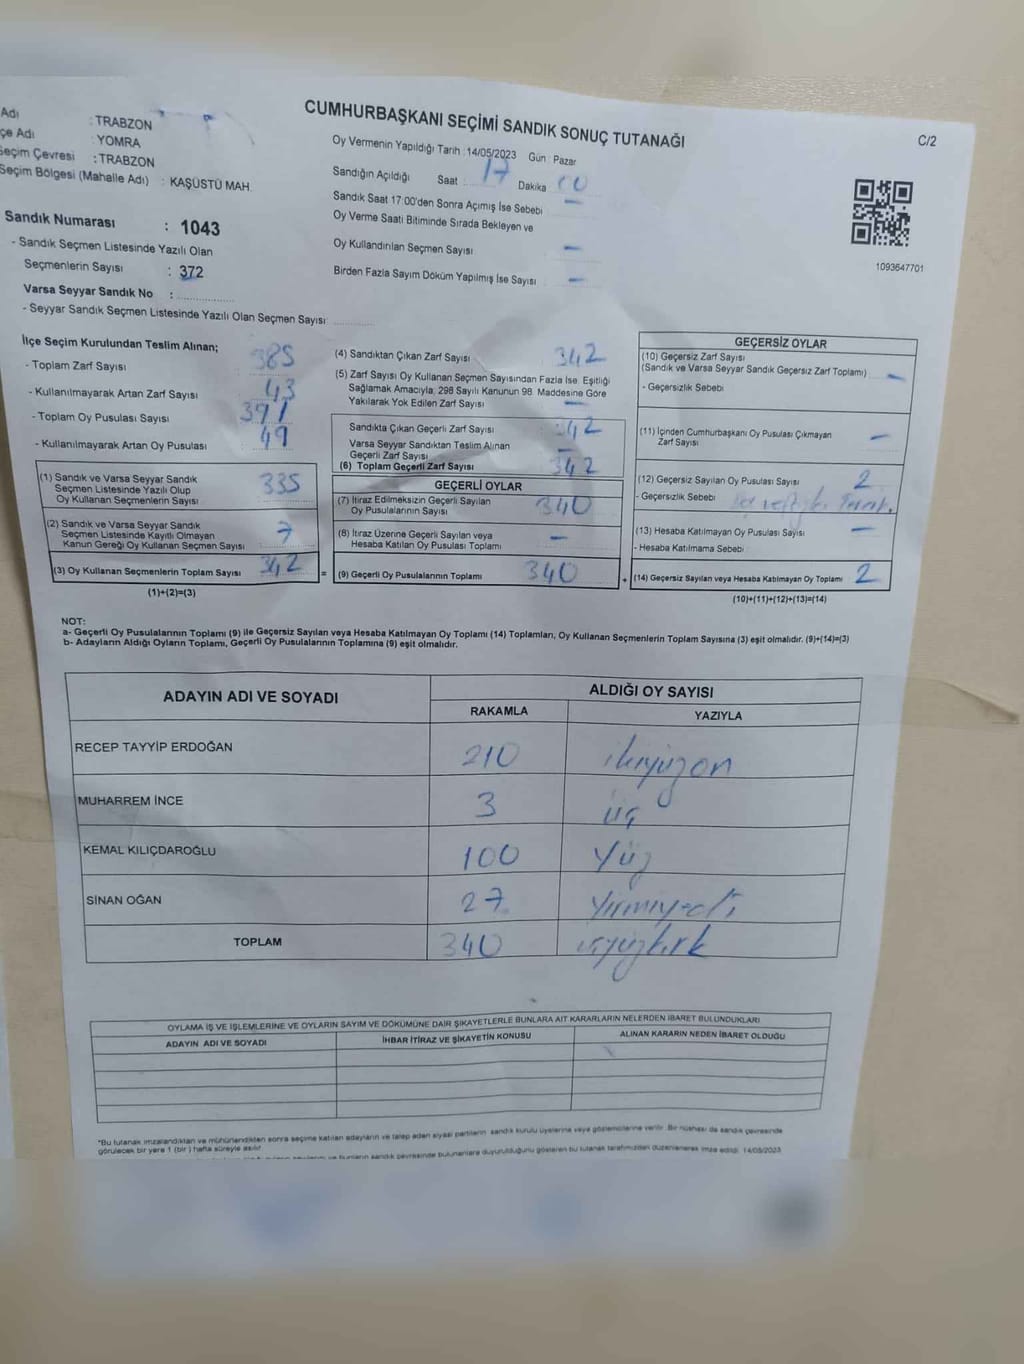 CUMHURBAŞKANI SEÇİMİ SANDIK SONUÇ TUTANAĞI
C/2
Adı : TRABZON
çe Adı : YOMRA
Seçim Çevresi : TRABZON
Seçim Bölgesi (Mahalle Adı) : KAŞÜSTÜ MAH.
Sandık Numarası : 1043
- Sandık Seçmen Listesinde Yazılı Olan
Seçmenlerin Sayısı : 372
Varsa Seyyar Sandık No :
- Seyyar Sandık Seçmen Listesinde Yazılı Olan Seçmen Sayısı
Oy Vermenin Yapıldığı Tarih : 14/05/2023 Gün : Pazar
Sandığın Açıldığı Saat : 17 Dakika 00
Sandık Saat 17:00'den Sonra Açımış İse Sebebi -
Oy Verme Saati Bitiminde Sırada Bekleyen ve
Oy Kullandırılan Seçmen Sayısı -
Birden Fazla Sayım Döküm Yapılmış İse Sayısı -
1093647701
İlçe Seçim Kurulundan Teslim Alınan;
- Toplam Zarf Sayısı 385
- Kullanılmayarak Artan Zarf Sayısı 43
- Toplam Oy Pusulası Sayısı 391
- Kullanılmayarak Artan Oy Pusulası 49
(1) Sandık ve Varsa Seyyar Sandık
Seçmen Listesinde Yazılı Olup
Oy Kullanan Seçmenlerin Sayısı 335
(2) Sandık ve Varsa Seyyar Sandık
Seçmen Listesinde Kayıtlı Olmayan
Kanun Gereği Oy Kullanan Seçmen Sayısı 7
(3) Oy Kullanan Seçmenlerin Toplam Sayısı 342
(1)+(2)=(3)
(4) Sandıktan Çıkan Zarf Sayısı 342
(5) Zarf Sayısı Oy Kullanan Seçmen Sayısından Fazla İse, Eşitliği
Sağlamak Amacıyla, 298 Sayılı Kanunun 98. Maddesine Göre
Yakılarak Yok Edilen Zarf Sayısı -
Sandıkta Çıkan Geçerli Zarf Sayısı 342
Varsa Seyyar Sandıktan Teslim Alınan
Geçerli Zarf Sayısı -
(6) Toplam Geçerli Zarf Sayısı 342
GEÇERLİ OYLAR
(7) İtiraz Edilmeksizin Geçerli Sayılan
Oy Pusulalarının Sayısı 340
(8) İtiraz Üzerine Geçerli Sayılan veya
Hesaba Katılan Oy Pusulası Toplamı -
= (9) Geçerli Oy Pusulalarının Toplamı 340
GEÇERSİZ OYLAR
(10) Geçersiz Zarf Sayısı
(Sandık ve Varsa Seyyar Sandık Geçersiz Zarf Toplamı) -
- Geçersizlik Sebebi
(11) İçinden Cumhurbaşkanı Oy Pusulası Çıkmayan
Zarf Sayısı -
(12) Geçersiz Sayılan Oy Pusulası Sayısı 2
- Geçersizlik Sebebi
(13) Hesaba Katılmayan Oy Pusulası Sayısı -
- Hesaba Katılmama Sebebi
+ (14) Geçersiz Sayılan veya Hesaba Katılmayan Oy Toplamı 2
(10)+(11)+(12)+(13)=(14)
NOT:
a- Geçerli Oy Pusulalarının Toplamı (9) ile Geçersiz Sayılan veya Hesaba Katılmayan Oy Toplamı (14) Toplamları, Oy Kullanan Seçmenlerin Toplam Sayısına (3) eşit olmalıdır. (9)+(14)=(3)
b- Adayların Aldığı Oyların Toplamı, Geçerli Oy Pusulalarının Toplamına (9) eşit olmalıdır.
ADAYIN ADI VE SOYADI ALDIĞI OY SAYISI
RAKAMLA YAZIYLA
RECEP TAYYİP ERDOĞAN 210 ikiyüzon
MUHARREM İNCE 3 üç
KEMAL KILIÇDAROĞLU 100 Yüz
SİNAN OĞAN 27 Yirmiyedi
TOPLAM 340 üçyüzkırk
OYLAMA İŞ VE İŞLEMLERİNE VE OYLARIN SAYIM VE DÖKÜMÜNE DAİR ŞİKAYETLERLE BUNLARA AİT KARARLARIN NELERDEN İBARET BULUNDUKLARI
ADAYIN ADI VE SOYADI İHBAR İTİRAZ VE ŞİKAYETİN KONUSU ALINAN KARARIN NEDEN İBARET OLDUĞU
*Bu tutanak imzalandıktan ve mühürlendikten sonra seçime katılan adayların ve talep eden siyasi partilerin sandık kurulu üyelerine veya gözlemcilerine verilir. Bir nüshası da sandık çevresinde
görülecek bir yere 1 (bir) hafta süreyle asılır.
sandık çevresinde bulunanlara duyurulduğunu gösteren bu tutanak tarafımızdan düzenlenerek imza edildi. 14/05/2023